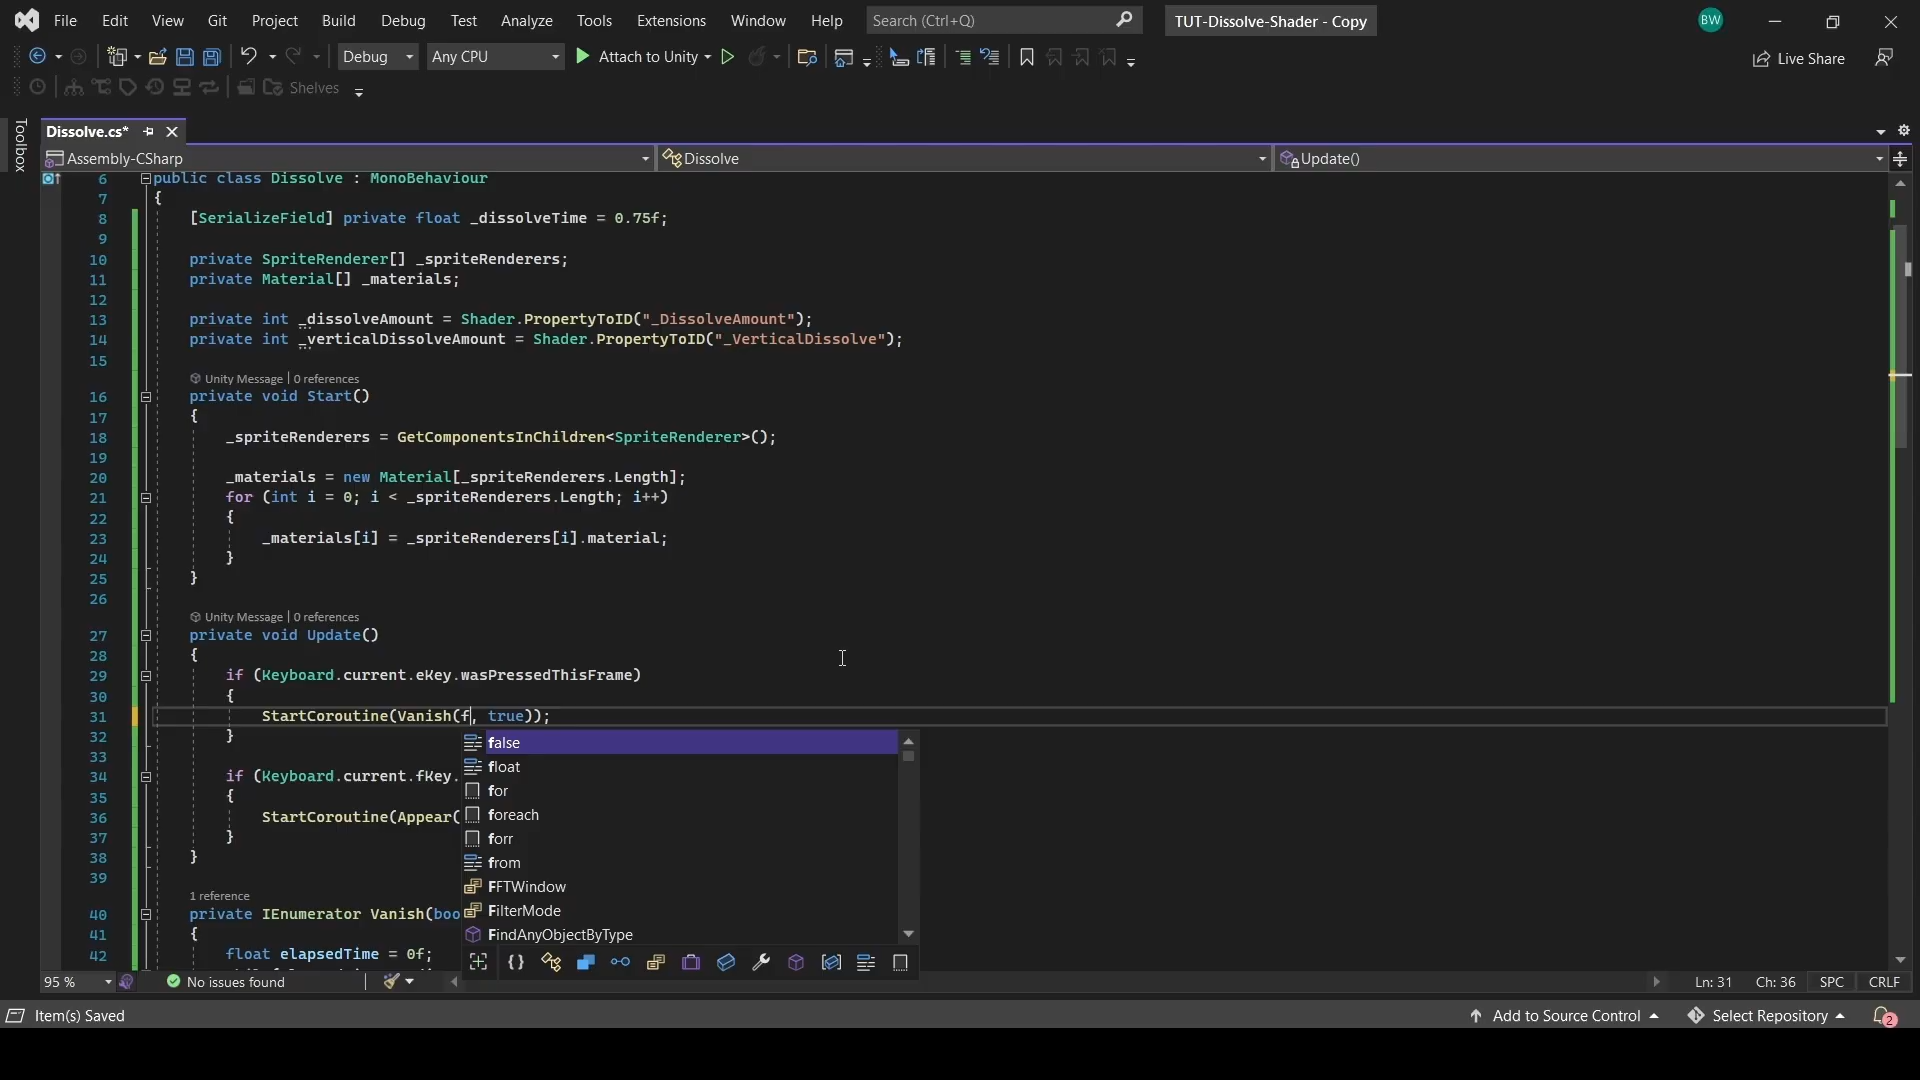 File Edit View Git Project Build Debug Test Analyze Tools Extensions Window Help Search (Ctrl+Q) TUT-Dissolve-Shader - Copy BW
Debug Any CPU Attach to Unity Live Share
Shelves
Toolbox
Dissolve.cs*
Assembly-CSharp Dissolve Update()
6 public class Dissolve : MonoBehaviour
7 {
8 [SerializeField] private float _dissolveTime = 0.75f;
9
10 private SpriteRenderer[] _spriteRenderers;
11 private Material[] _materials;
12
13 private int _dissolveAmount = Shader.PropertyToID("_DissolveAmount");
14 private int _verticalDissolveAmount = Shader.PropertyToID("_VerticalDissolve");
15
Unity Message | 0 references
16 private void Start()
17 {
18 _spriteRenderers = GetComponentsInChildren<SpriteRenderer>();
19
20 _materials = new Material[_spriteRenderers.Length];
21 for (int i = 0; i < _spriteRenderers.Length; i++)
22 {
23 _materials[i] = _spriteRenderers[i].material;
24 }
25 }
26
Unity Message | 0 references
27 private void Update()
28 {
29 if (Keyboard.current.eKey.wasPressedThisFrame)
30 {
31 StartCoroutine(Vanish(f, true));
32 }
33
34 if (Keyboard.current.fKey.
35 {
36 StartCoroutine(Appear(
37 }
38 }
39
1 reference
40 private IEnumerator Vanish(boo
41 {
42 float elapsedTime = 0f;
false
float
for
foreach
forr
from
FFTWindow
FilterMode
FindAnyObjectByType
95 % No issues found Ln: 31 Ch: 36 SPC CRLF
Item(s) Saved Add to Source Control Select Repository 2